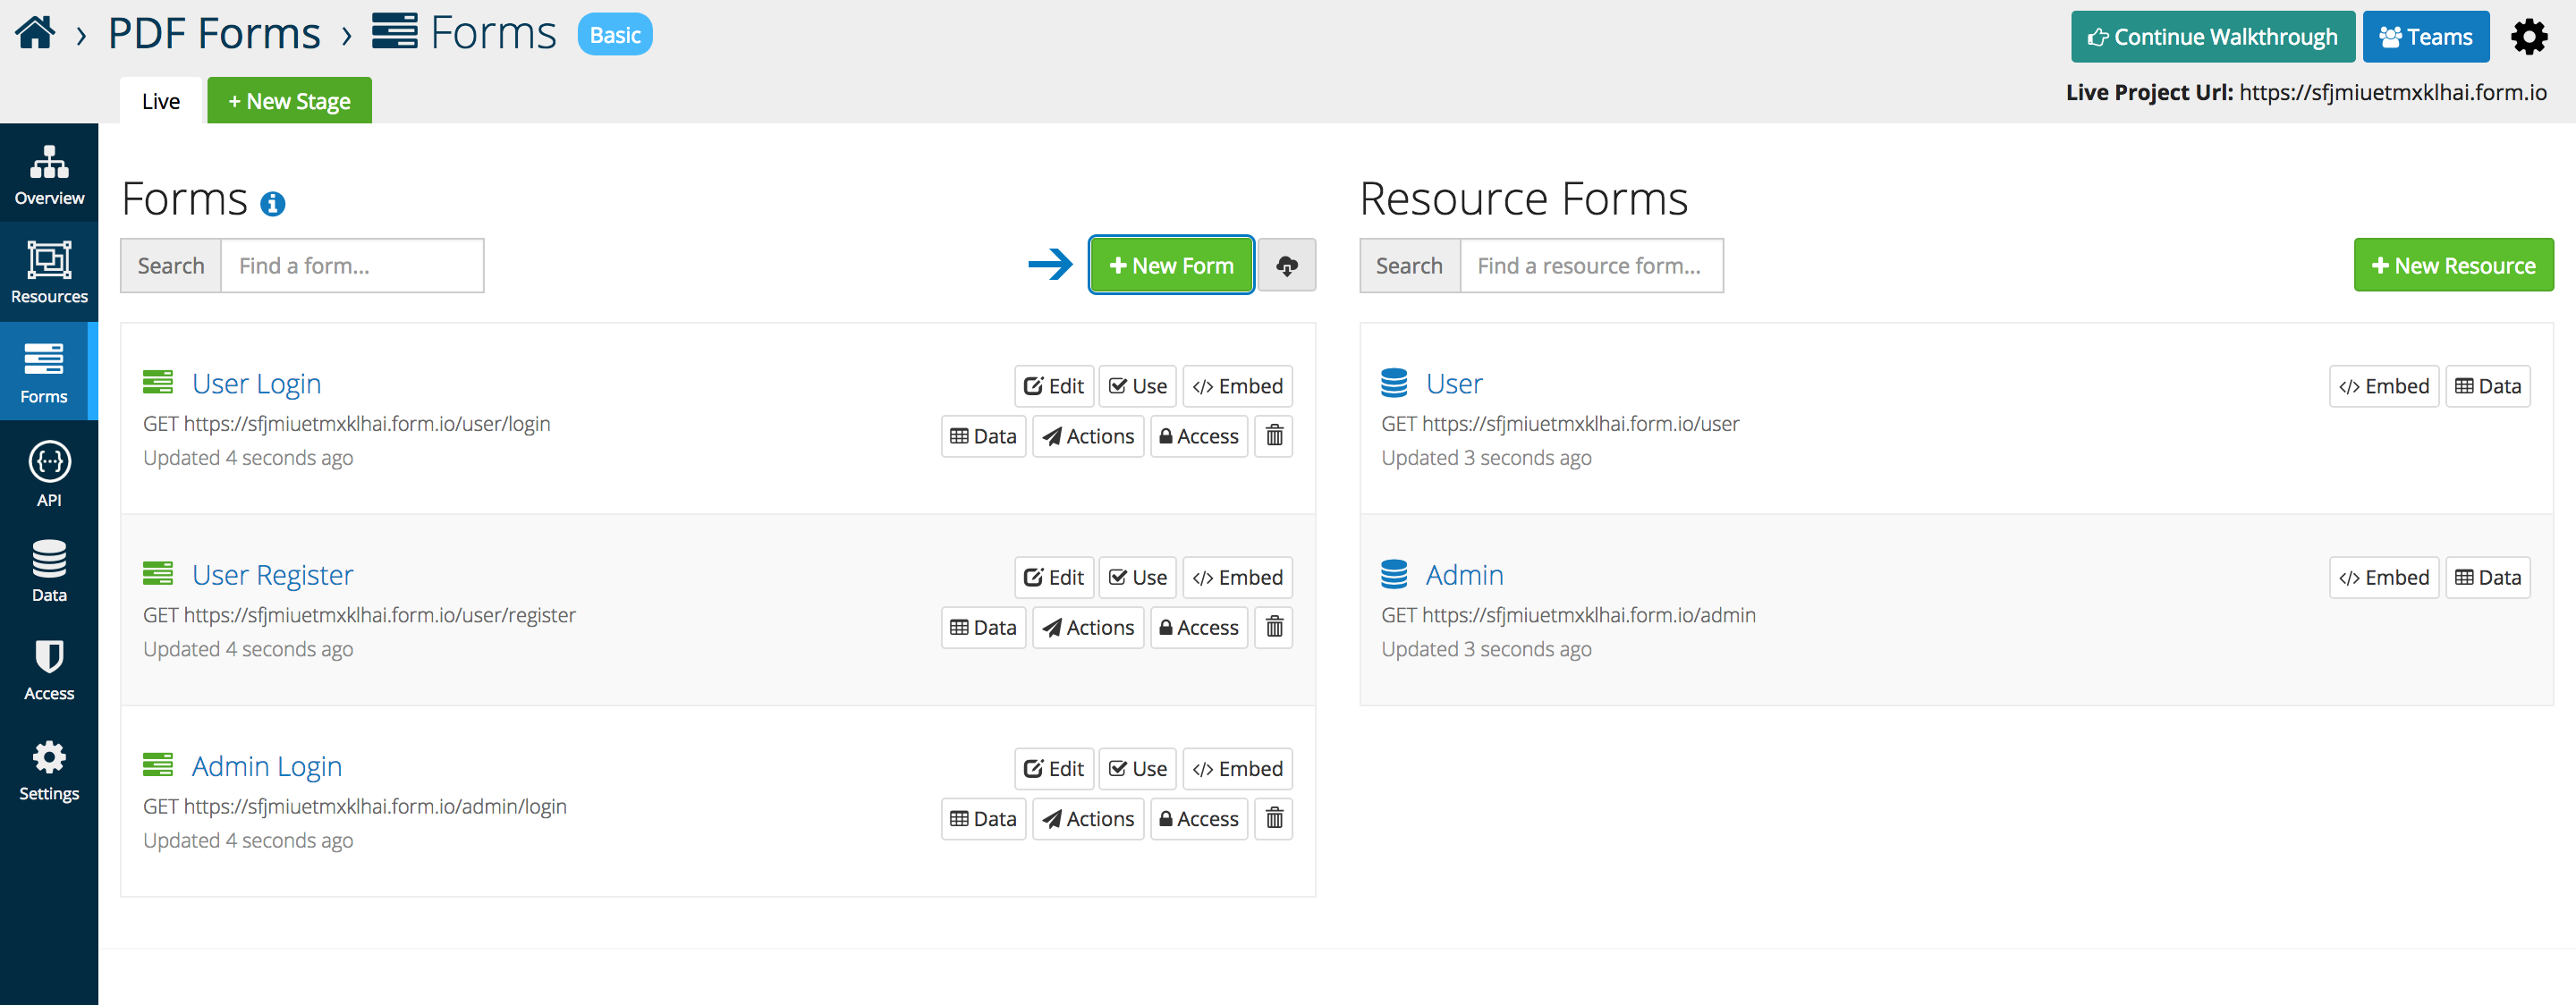 › PDF Forms › Forms Basic
Continue Walkthrough Teams
Live + New Stage
Live Project Url: https://sfjmiuetmxklhai.form.io
Overview
Resources
Forms
API
Data
Access
Settings
Forms
Search Find a form...
New Form
User Login
Edit Use Embed
GET https://sfjmiuetmxklhai.form.io/user/login
Data Actions Access
Updated 4 seconds ago
User Register
Edit Use Embed
GET https://sfjmiuetmxklhai.form.io/user/register
Data Actions Access
Updated 4 seconds ago
Admin Login
Edit Use Embed
GET https://sfjmiuetmxklhai.form.io/admin/login
Data Actions Access
Updated 4 seconds ago
Resource Forms
Search Find a resource form...
New Resource
User
Embed Data
GET https://sfjmiuetmxklhai.form.io/user
Updated 3 seconds ago
Admin
Embed Data
GET https://sfjmiuetmxklhai.form.io/admin
Updated 3 seconds ago